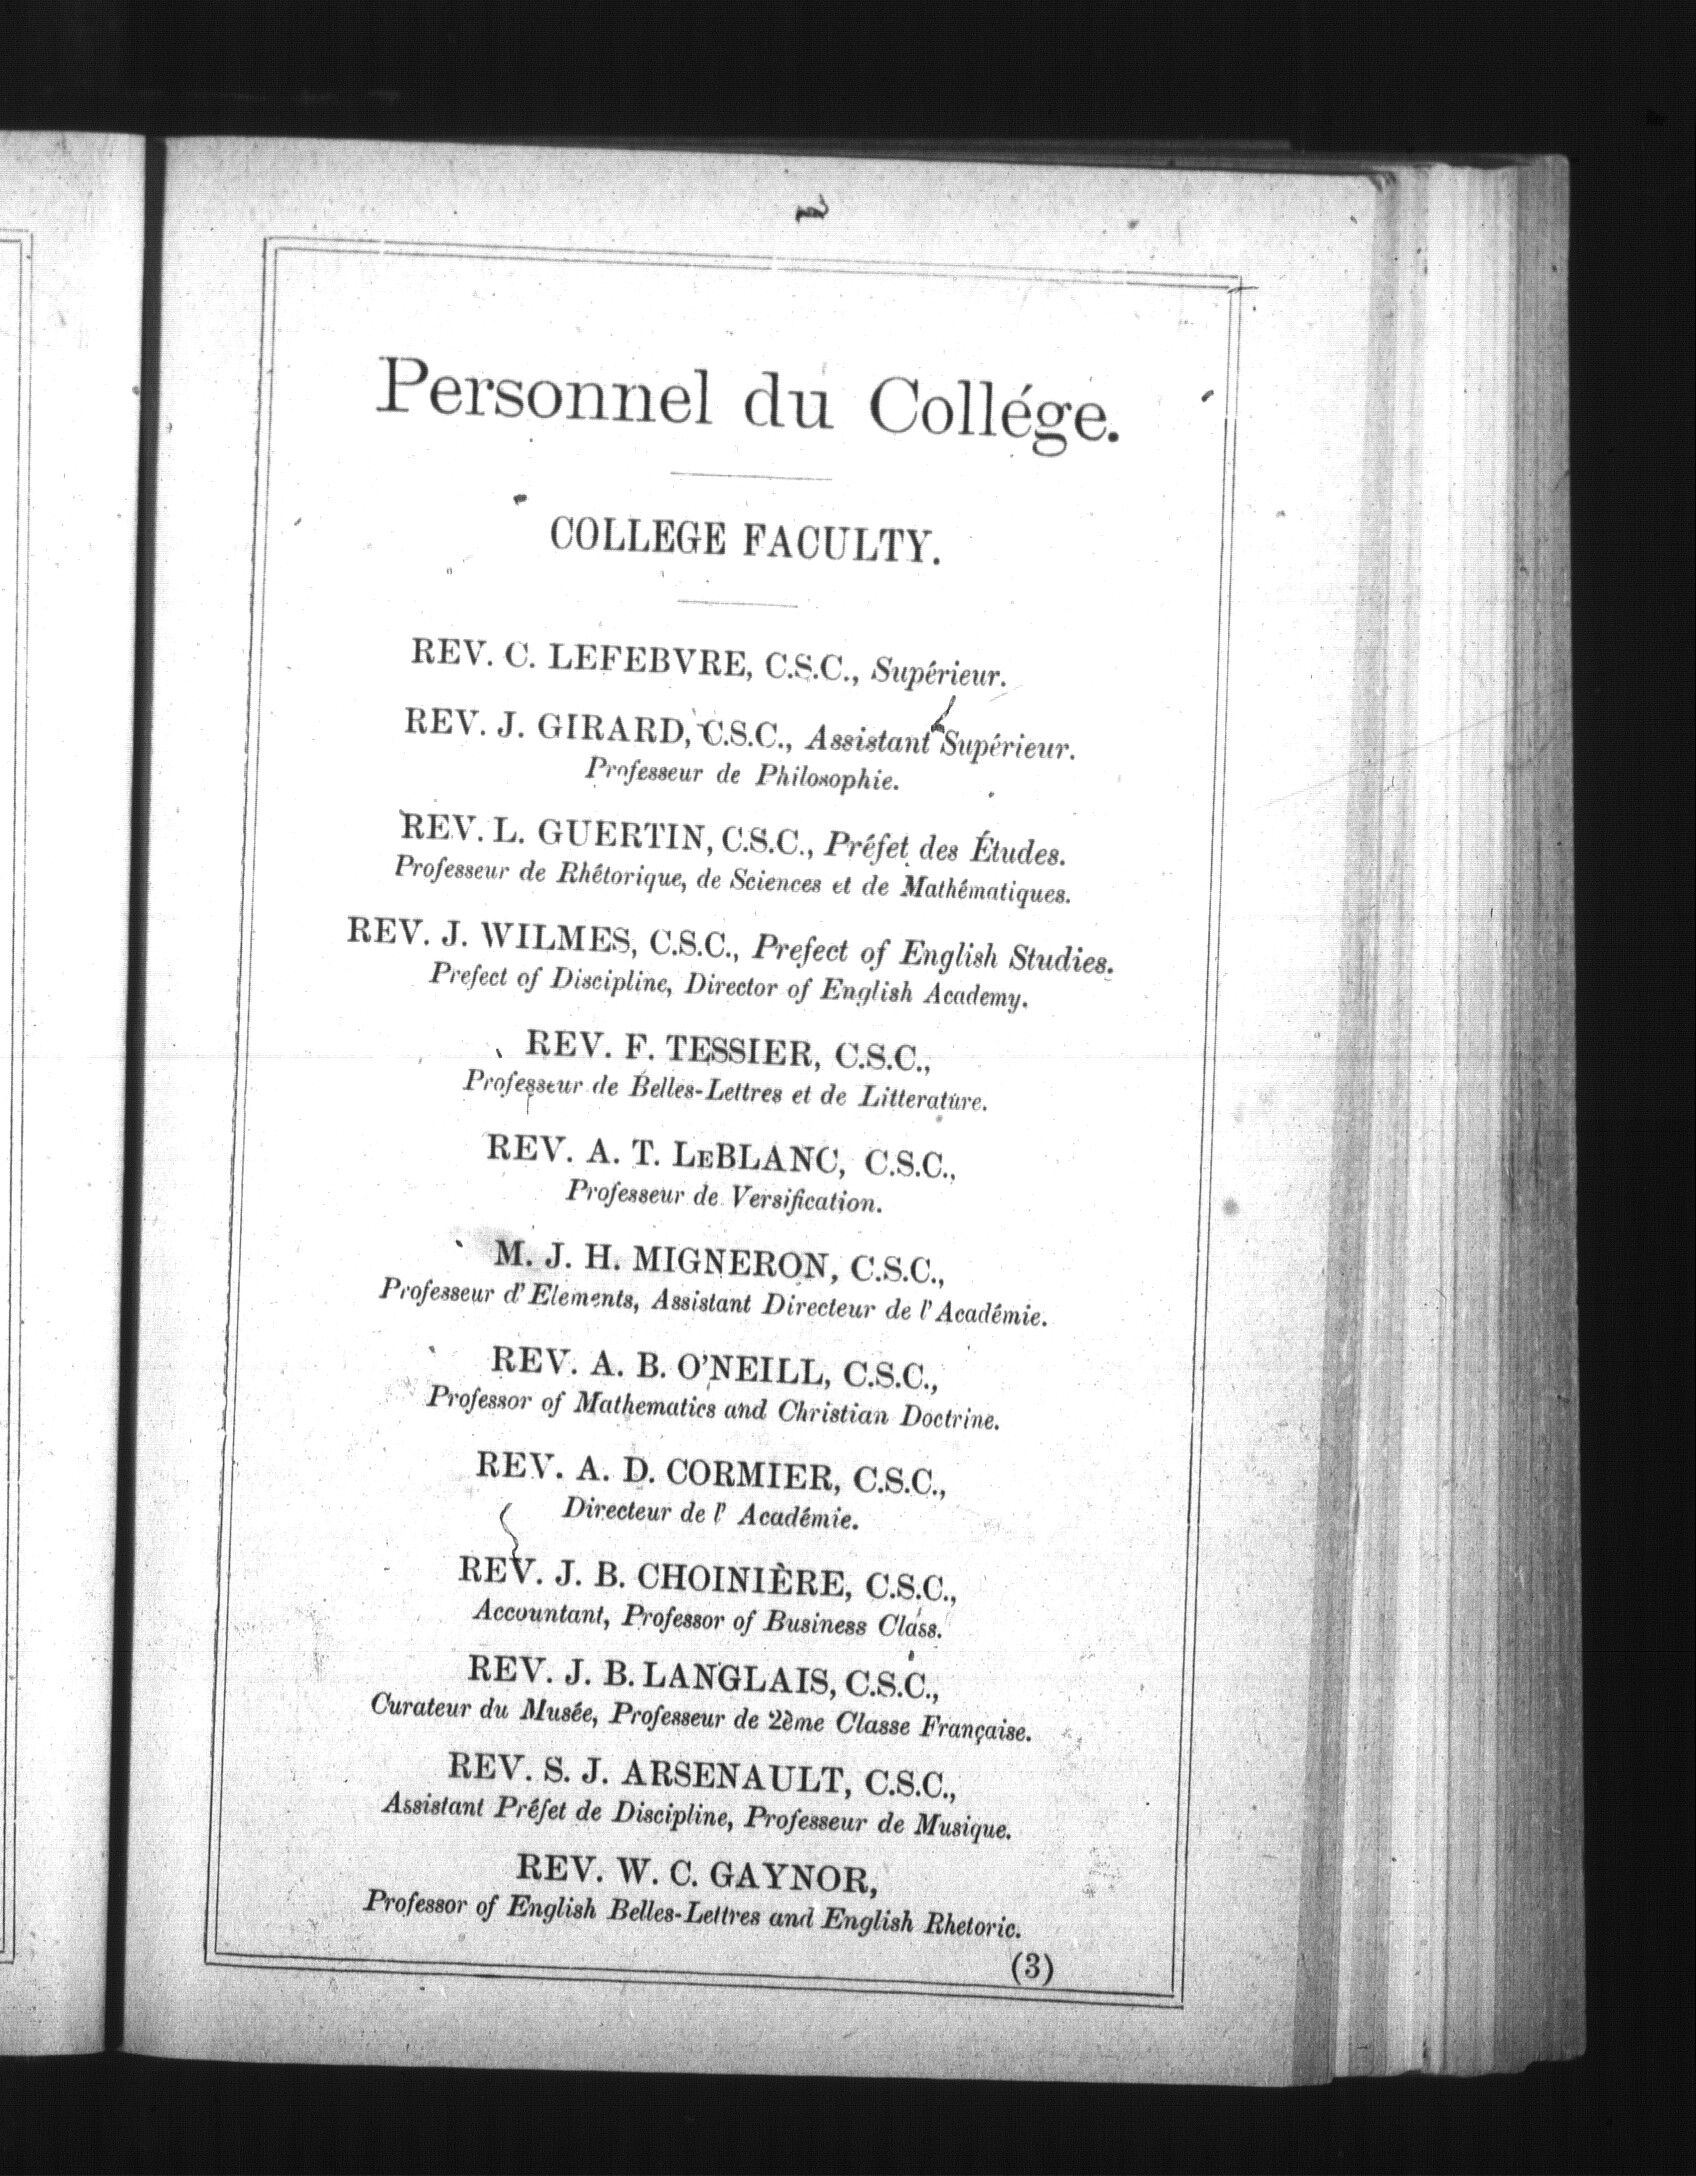 Personnel du Collége.
COLLEGE FACULTY.
REV. C. LEFEBVRE, C.S.C., Supérieur.
REV. J. GIRARD, C.S.C., Assistant Supérieur.
Professeur de Philosophie.
REV. L. GUERTIN, C.S.C., Préfet des Études.
Professeur de Rhétorique, de Sciences et de Mathématiques.
REV. J. WILMES, C.S.C., Prefect of English Studies.
Prefect of Discipline, Director of English Academy.
REV. F. TESSIER, C.S.C.,
Professeur de Belles-Lettres et de Litterature.
REV. A. T. LEBLANC, C.S.C.,
Professeur de Versification.
M. J. H. MIGNERON, C.S.C.,
Professeur d'Elements, Assistant Directeur de l'Académie.
REV. A. B. O'NEILL, C.S.C.,
Professor of Mathematics and Christian Doctrine.
REV. A. D. CORMIER, C.S.C.,
Directeur de l' Académie.
REV. J. B. CHOINIÈRE, C.S.C.,
Accountant, Professor of Business Class.
REV. J. B. LANGLAIS, C.S.C.,
Curateur du Musée, Professeur de 2ème Classe Française.
REV. S. J. ARSENAULT, C.S.C.,
Assistant Préfet de Discipline, Professeur de Musique.
REV. W. C. GAYNOR,
Professor of English Belles-Lettres and English Rhetoric.
(3)